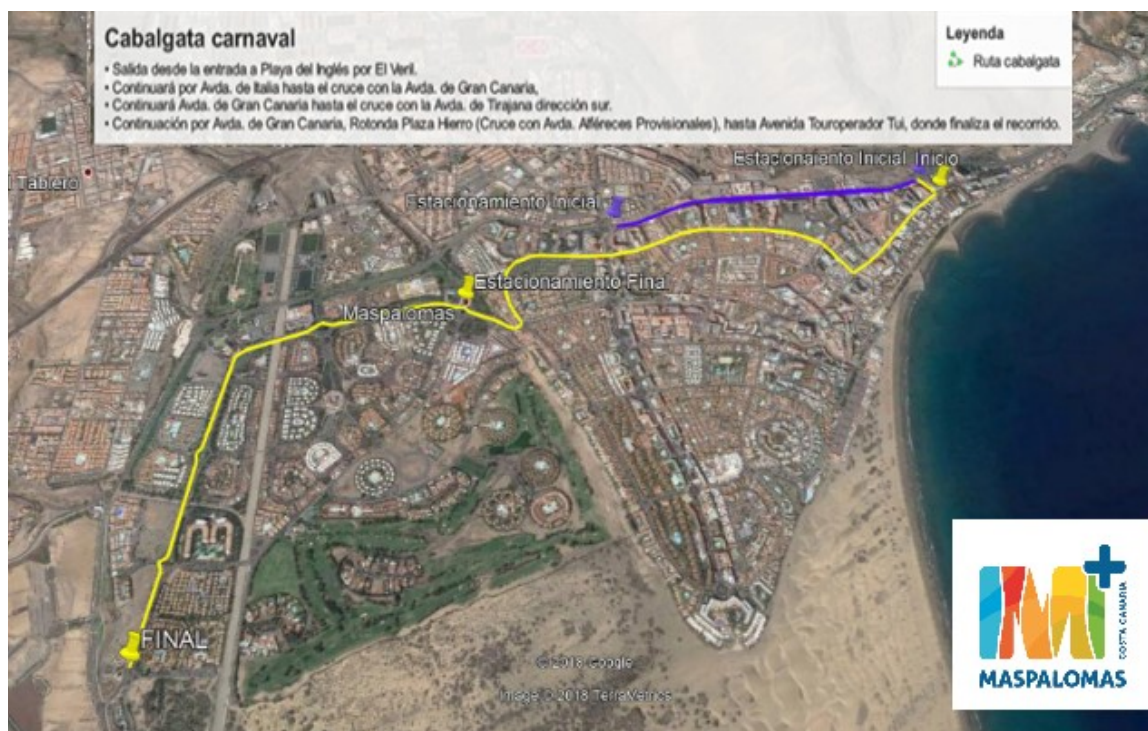 Cabalgata carnaval
• Salida desde la entrada a Playa del Inglés por El Veril.
• Continuará por Avda. de Italia hasta el cruce con la Avda. de Gran Canaria,
• Continuará Avda. de Gran Canaria hasta el cruce con la Avda. de Tirajana dirección sur.
• Continuación por Avda. de Gran Canaria, Rotonda Plaza Hierro (Cruce con Avda. Alféreces Provisionales), hasta Avenida Touroperador Tui, donde finaliza el recorrido.
Leyenda
Ruta cabalgata
Estacionamiento Inicial Inicio
l Tablero
Estacionamiento Inicial
Estacionamiento Final
Maspalomas
FINAL
© 2018 Google
Image © 2018 TerraMetrics
M+
COSTA CANARIA
MASPALOMAS